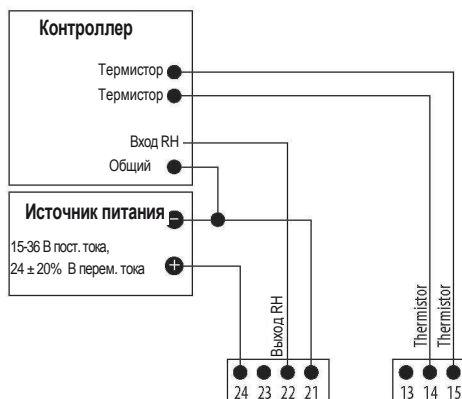 Контроллер
Термистор
Термистор
Вход RH
Общий
Источник питания
15-36 В пост. тока,
24 ± 20% В перем. тока
Выход RH
Thermistor
Thermistor
24 23 22 21
13 14 15